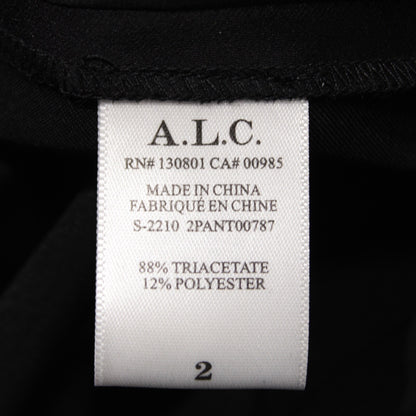 A.L.C.
RN# 130801 CA# 00985
MADE IN CHINA
FABRIQUÉ EN CHINE
S-2210 2PANT00787
88% TRIACETATE
12% POLYESTER
2